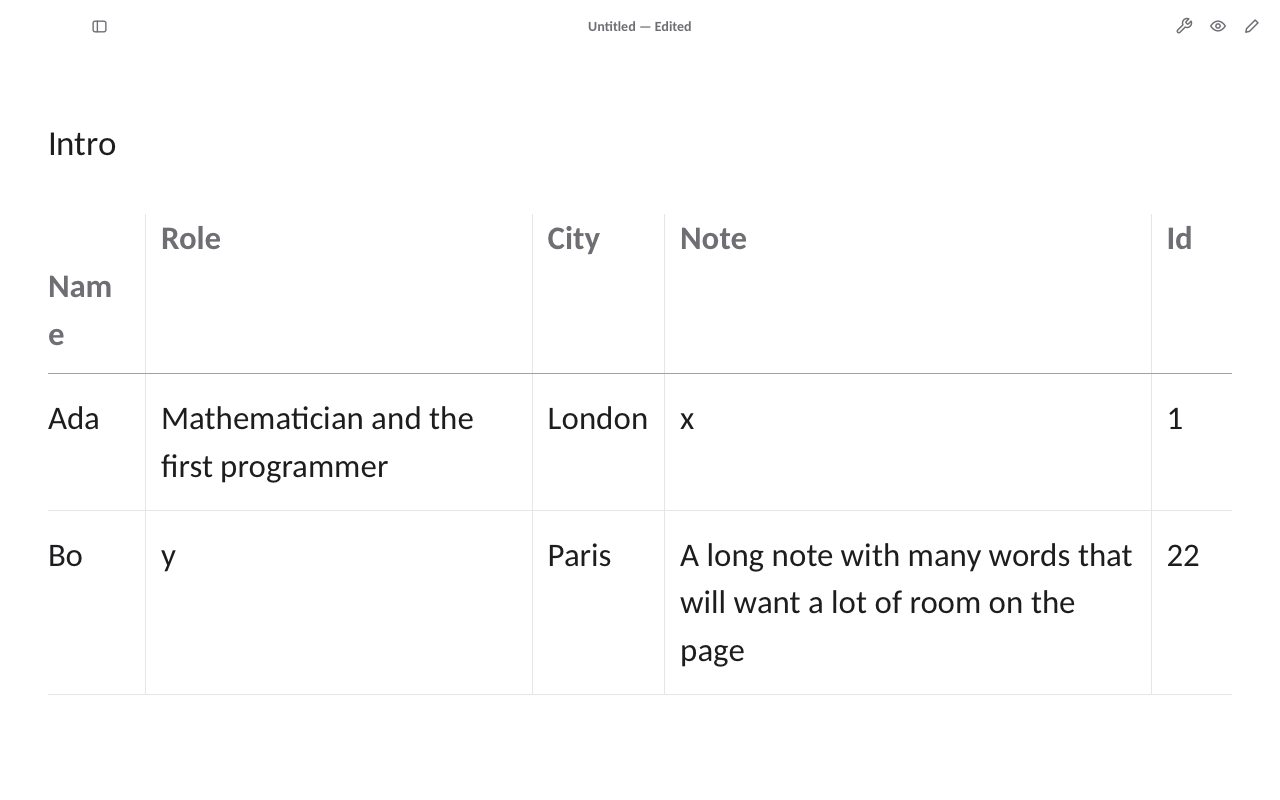 Untitled — Edited
Intro
Role City Note Id
Nam
e
Ada Mathematician and the London x 1
first programmer
Bo y Paris A long note with many words that 22
will want a lot of room on the
page